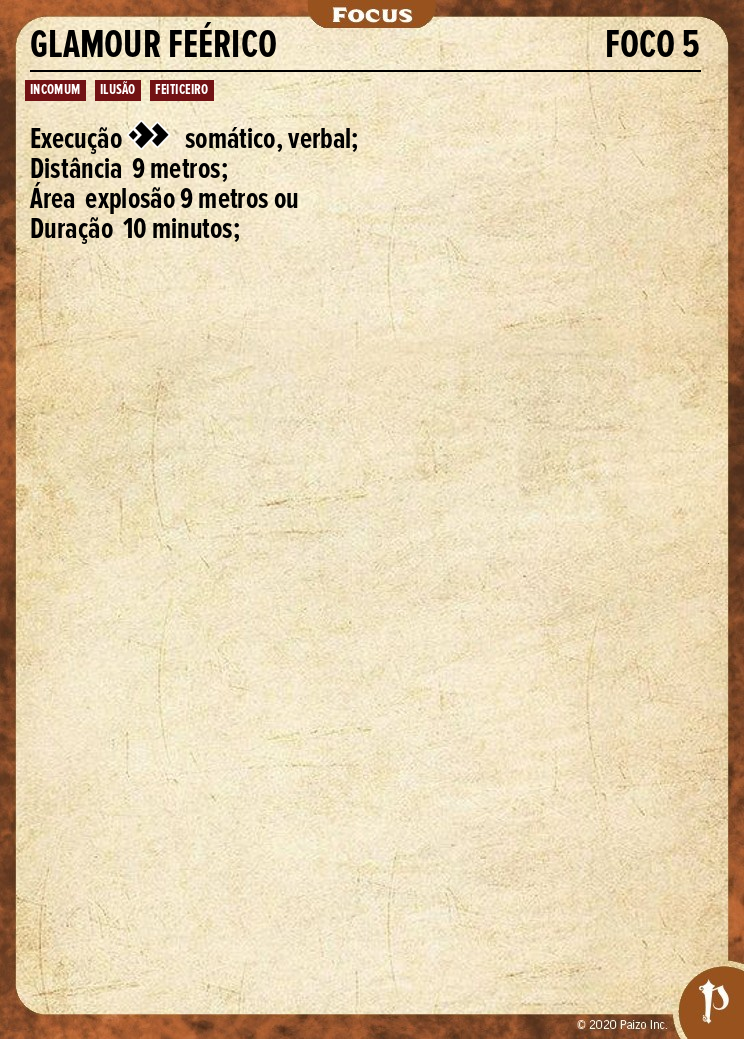 Focus
GLAMOUR FEÉRICO FOCO 5
INCOMUM ILUSÃO FEITICEIRO
Execução somático, verbal;
Distância 9 metros;
Área explosão 9 metros ou
Duração 10 minutos;
© 2020 Paizo Inc.